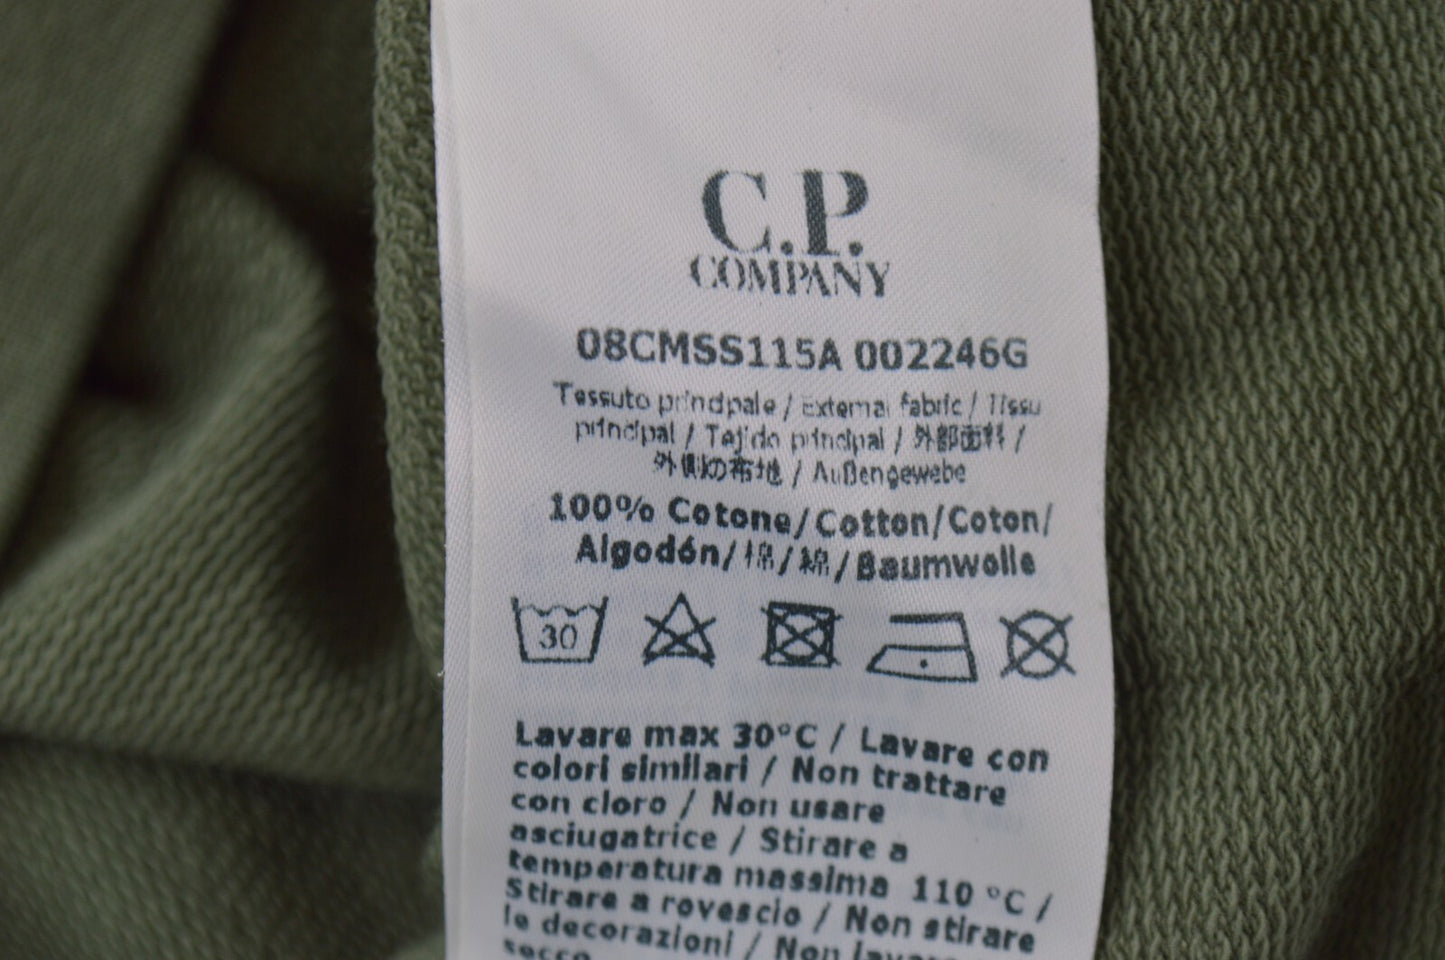 C.P.
COMPANY
08CMSS115A 002246G
Tessuto principale / External fabric / Tissu
principal / Tejido principal / 外部面料 /
外側の布地 / Außengewebe
100% Cotone/Cotton/Coton/
Algodón/棉/綿/Baumwolle
30
Lavare max 30°C / Lavare con
colori similari / Non trattare
con cloro / Non usare
asciugatrice / Stirare a
temperatura massima 110 °C /
Stirare a rovescio / Non stirare
le decorazioni / Non lavare
secco